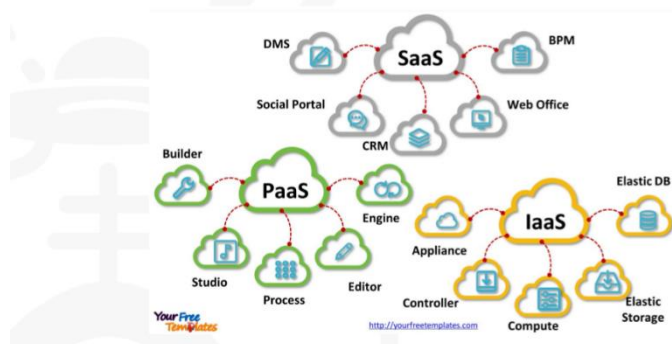 DMS
SaaS
BPM
Social Portal
CRM
Web Office
Builder
PaaS
Engine
Studio
Process
Editor
Elastic DB
IaaS
Appliance
Controller
Compute
Elastic
Storage
Your Free
Templates
http://yourfreetemplates.com